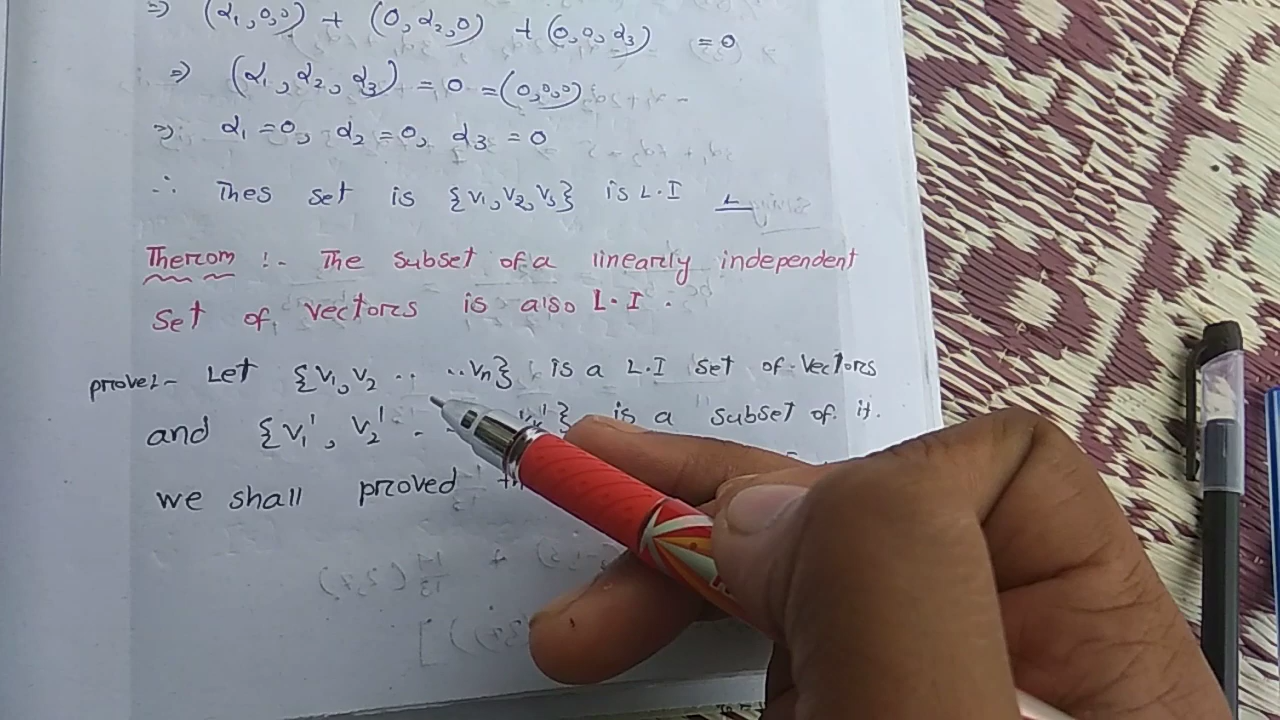 ⇒ (α1,0,0) + (0,α2,0) + (0,0,α3) = 0
⇒ (α1, α2, α3) = 0 = (0,0,0)
⇒ α1 = 0, α2 = 0, α3 = 0
∴ Thes set is {v1,v2,v3} is L.I
Therom :- The subset of a linearly independent
set of vectors is also L.I.
prove:- Let {v1,v2 .. ..vn} is a L.I set of vectors
and {v1', v2' . is a subset of it.
we shall proved